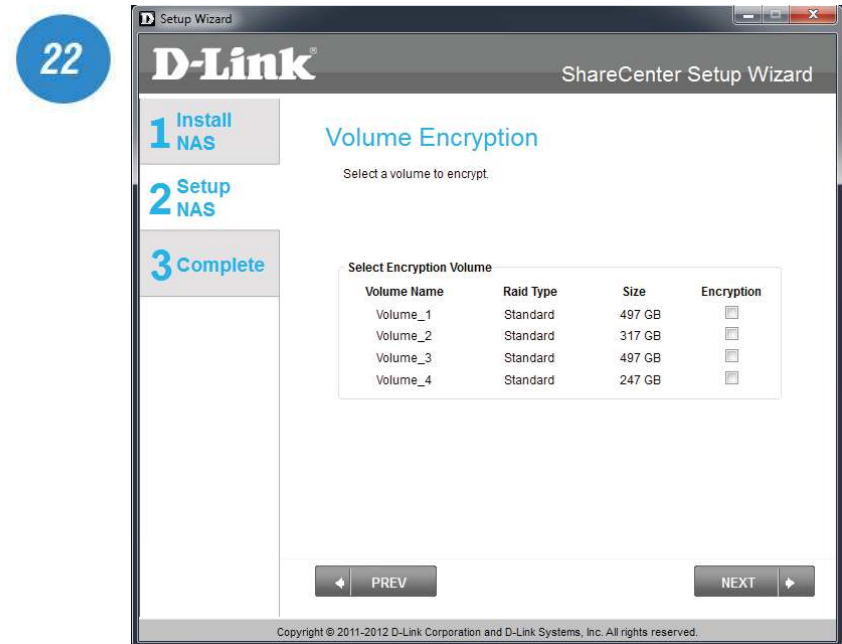 22
Setup Wizard
D-Link®
ShareCenter Setup Wizard
1 Install NAS
2 Setup NAS
3 Complete
Volume Encryption
Select a volume to encrypt.
Select Encryption Volume
Volume Name Raid Type Size Encryption
Volume_1 Standard 497 GB
Volume_2 Standard 317 GB
Volume_3 Standard 497 GB
Volume_4 Standard 247 GB
PREV
NEXT
Copyright © 2011-2012 D-Link Corporation and D-Link Systems, Inc. All rights reserved.